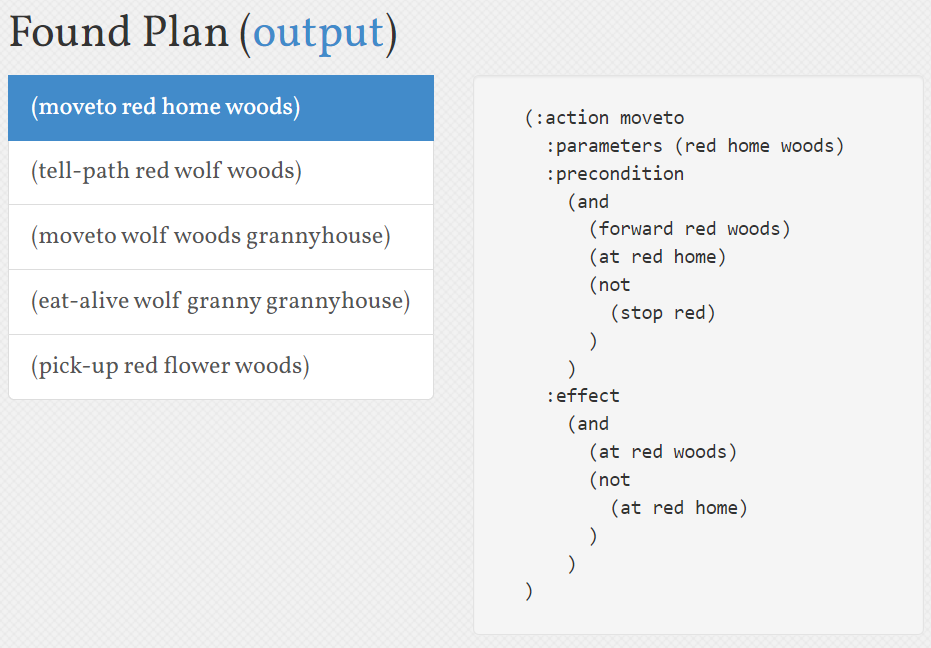 Found Plan (output)
(moveto red home woods)
(tell-path red wolf woods)
(moveto wolf woods grannyhouse)
(eat-alive wolf granny grannyhouse)
(pick-up red flower woods)
(:action moveto
  :parameters (red home woods)
  :precondition
    (and
      (forward red woods)
      (at red home)
      (not
        (stop red)
      )
    )
  :effect
    (and
      (at red woods)
      (not
        (at red home)
      )
    )
)